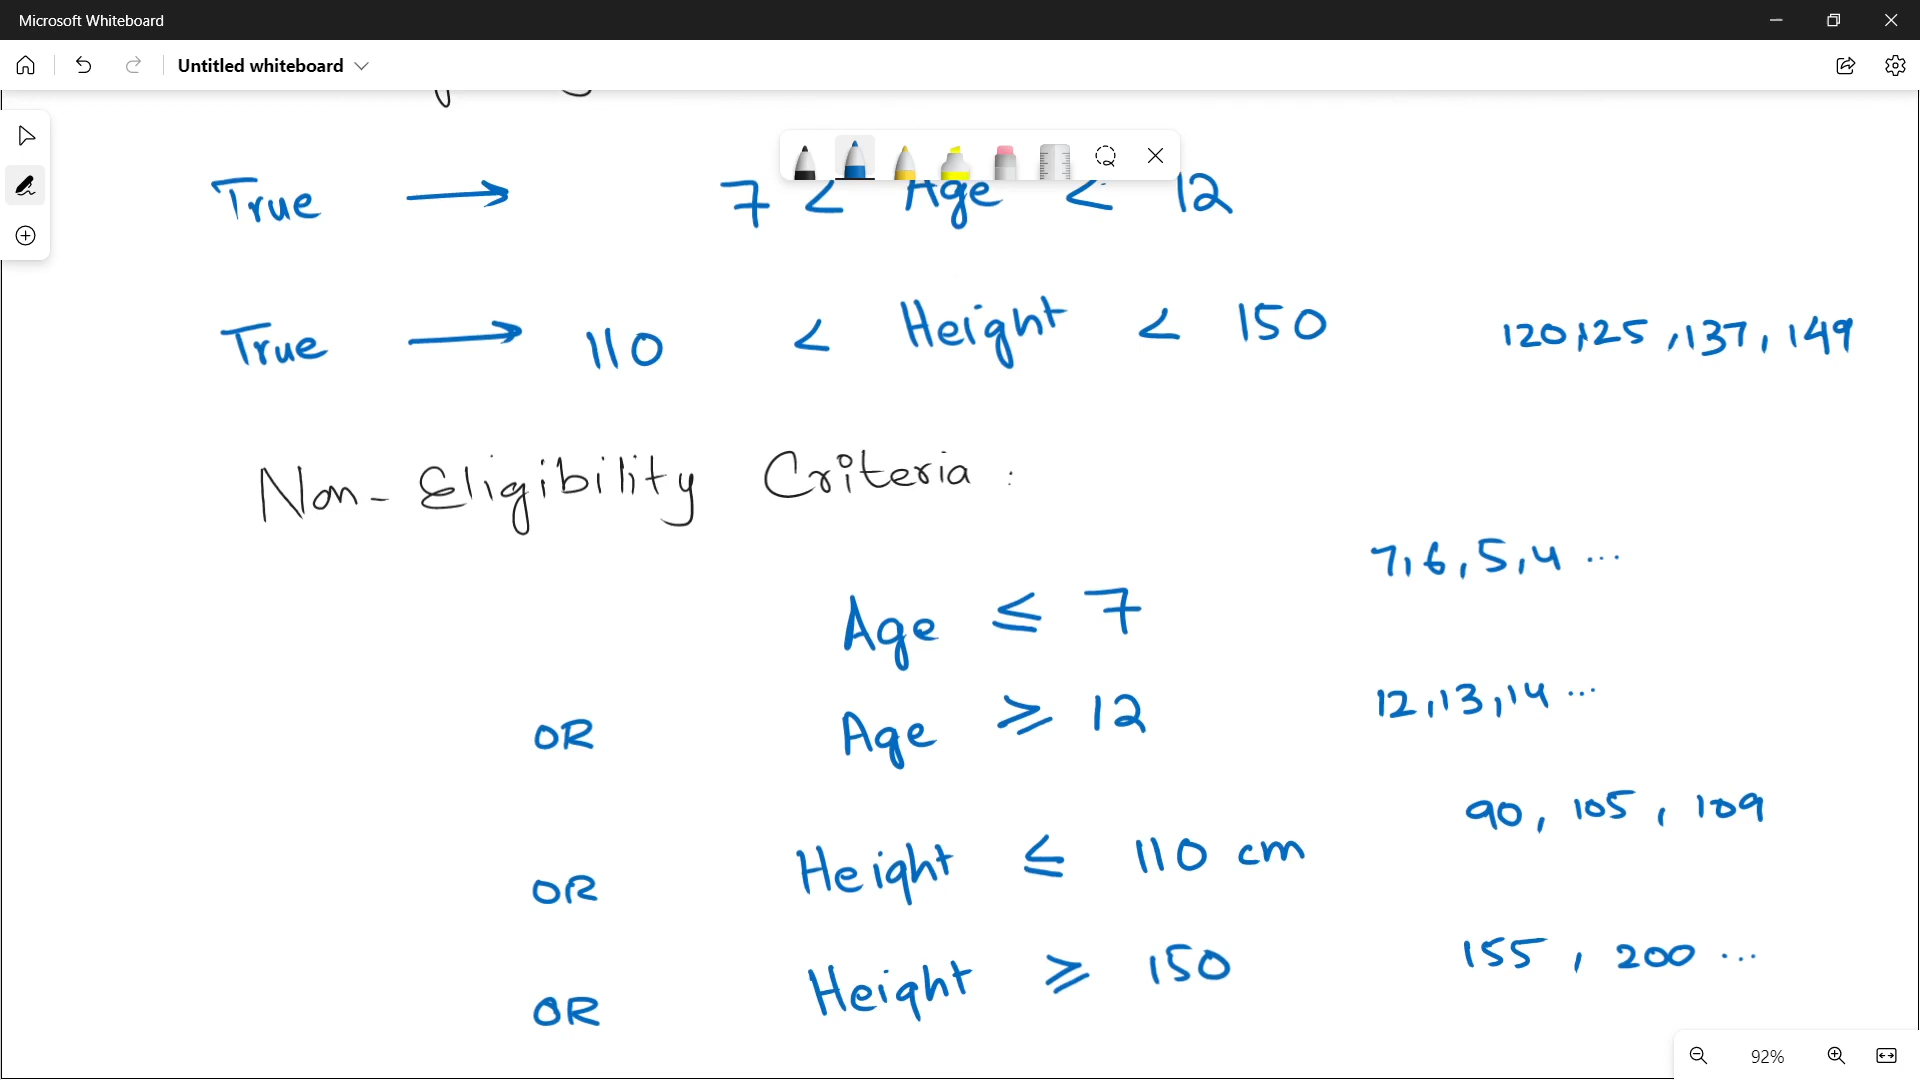 Microsoft Whiteboard
Untitled whiteboard
True → 7 < Age < 12
True → 110 < Height < 150 120,125,137,149
Non-Eligibility Criteria :
7,6,5,4 ...
Age ≤ 7
OR Age ≥ 12 12,13,14 ...
90, 105, 109
OR Height ≤ 110 cm
OR Height ≥ 150 155, 200 ...
92%